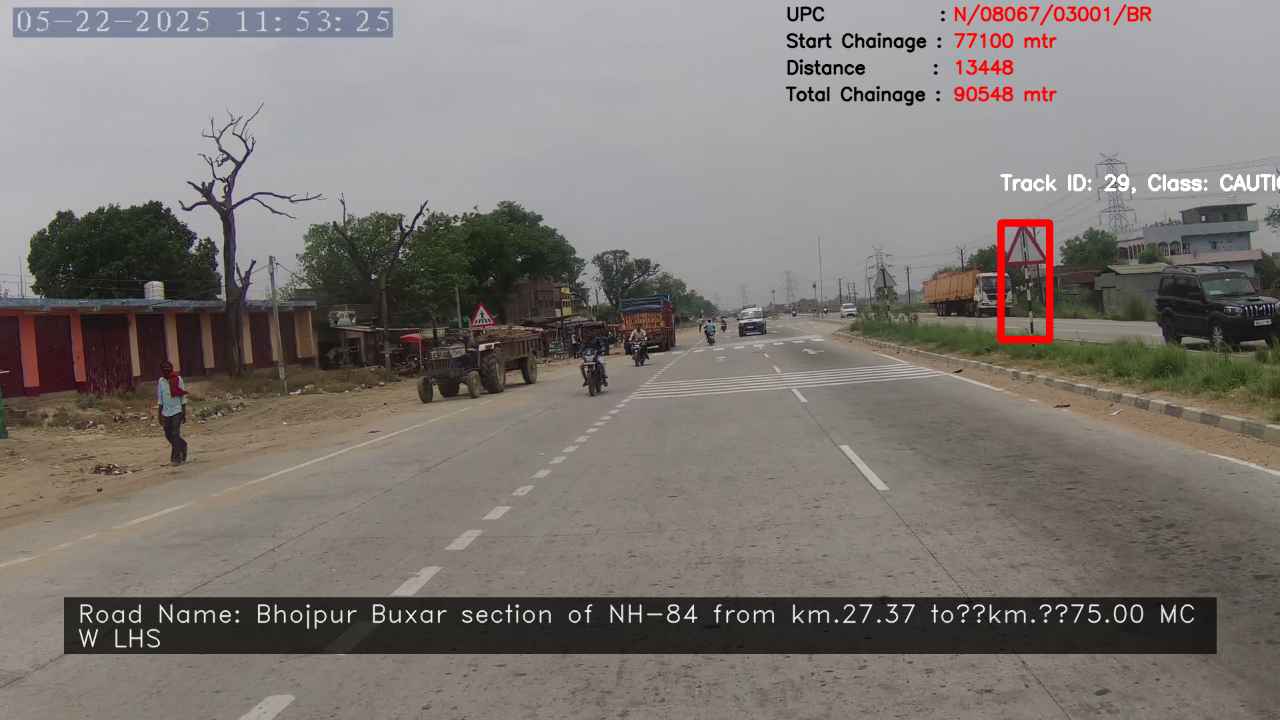 05-22-2025 11:53:25
UPC : N/08067/03001/BR
Start Chainage : 77100 mtr
Distance : 13448
Total Chainage : 90548 mtr
Track ID: 29, Class: CAUTI
Road Name: Bhojpur Buxar section of NH-84 from km.27.37 to??km.??75.00 MC
W LHS